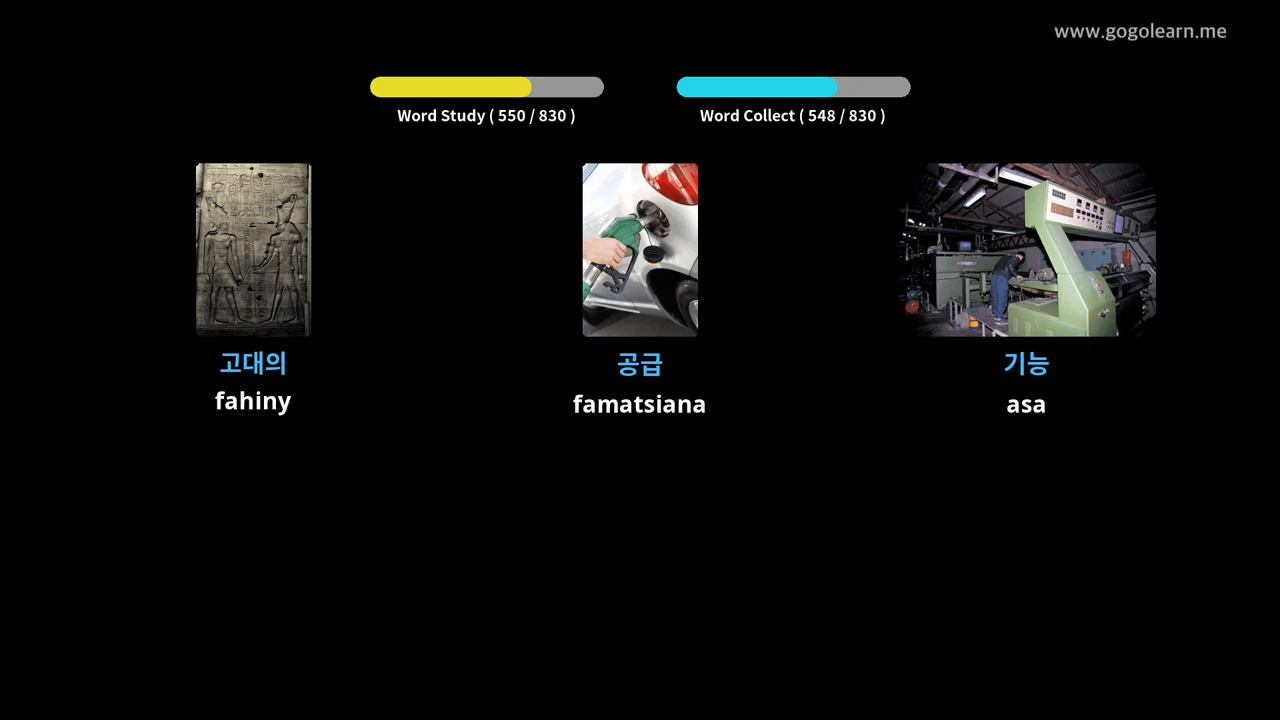 www.gogolearn.me
Word Study ( 550 / 830 )
Word Collect ( 548 / 830 )
고대의
fahiny
공급
famatsiana
기능
asa